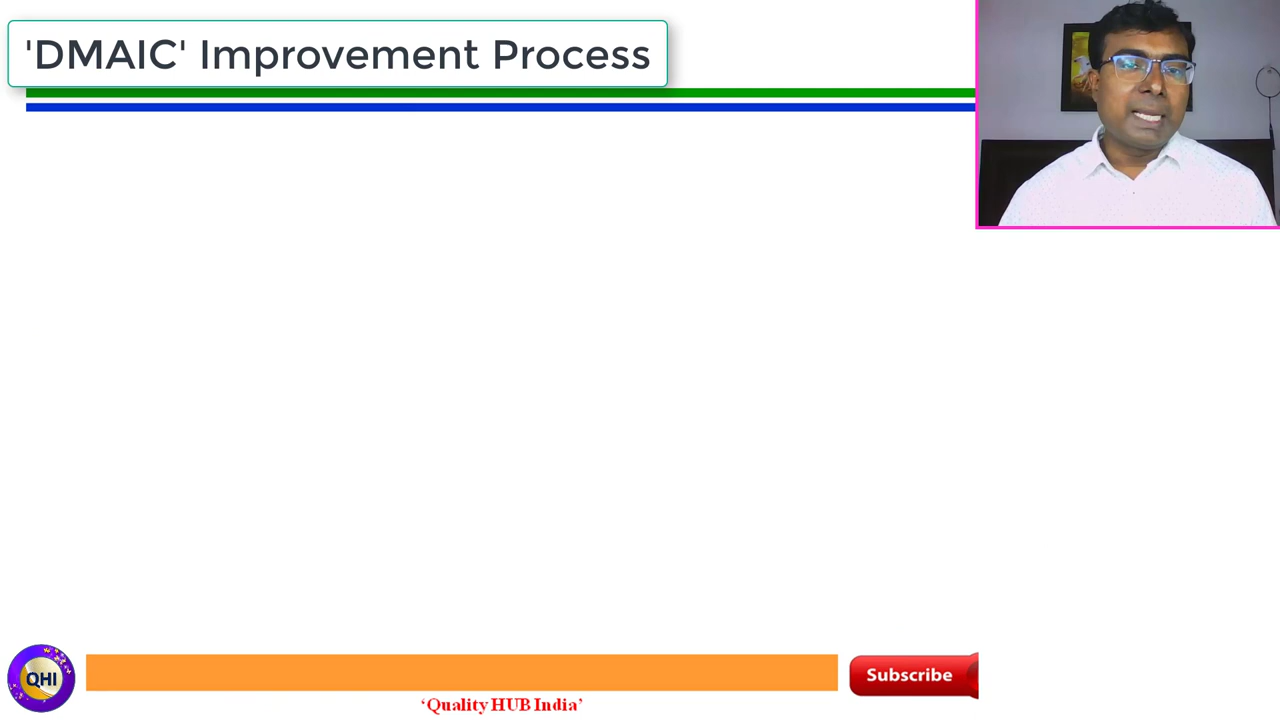 'DMAIC' Improvement Process
QHI
Subscribe
‘Quality HUB India’